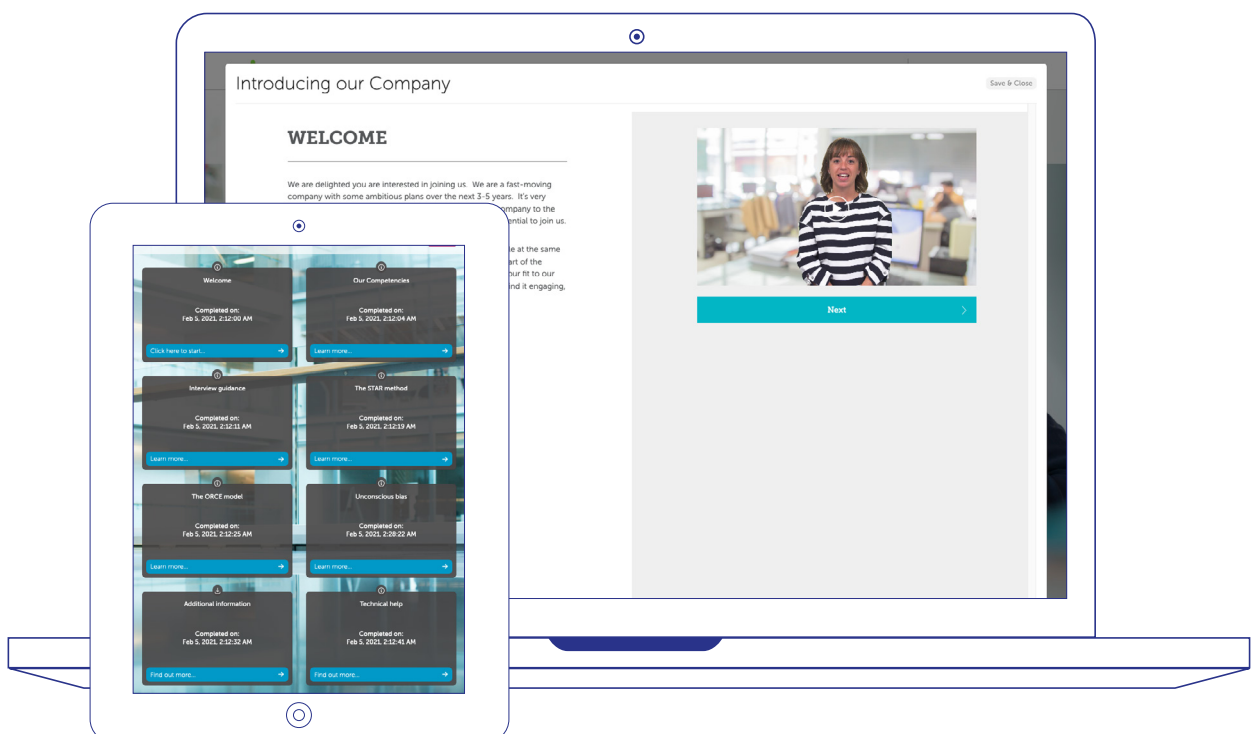 Introducing our Company
Save & Close
WELCOME
We are delighted you are interested in joining us. We are a fast-moving
company with some ambitious plans over the next 3-5 years. It's very
mpany to the
ential to join us.
le at the same
art of the
our fit to our
ind it engaging,
Next
Welcome
Completed on:
Feb 5, 2021, 2:12:00 AM
Click here to start...
Our Competencies
Completed on:
Feb 5, 2021, 2:12:04 AM
Learn more...
Interview guidance
Completed on:
Feb 5, 2021, 2:12:11 AM
Learn more...
The STAR method
Completed on:
Feb 5, 2021, 2:12:19 AM
Learn more...
The ORCE model
Completed on:
Feb 5, 2021, 2:12:25 AM
Learn more...
Unconscious bias
Completed on:
Feb 5, 2021, 2:28:22 AM
Learn more...
Additional information
Completed on:
Feb 5, 2021, 2:12:32 AM
Find out more...
Technical help
Completed on:
Feb 5, 2021, 2:12:41 AM
Find out more...